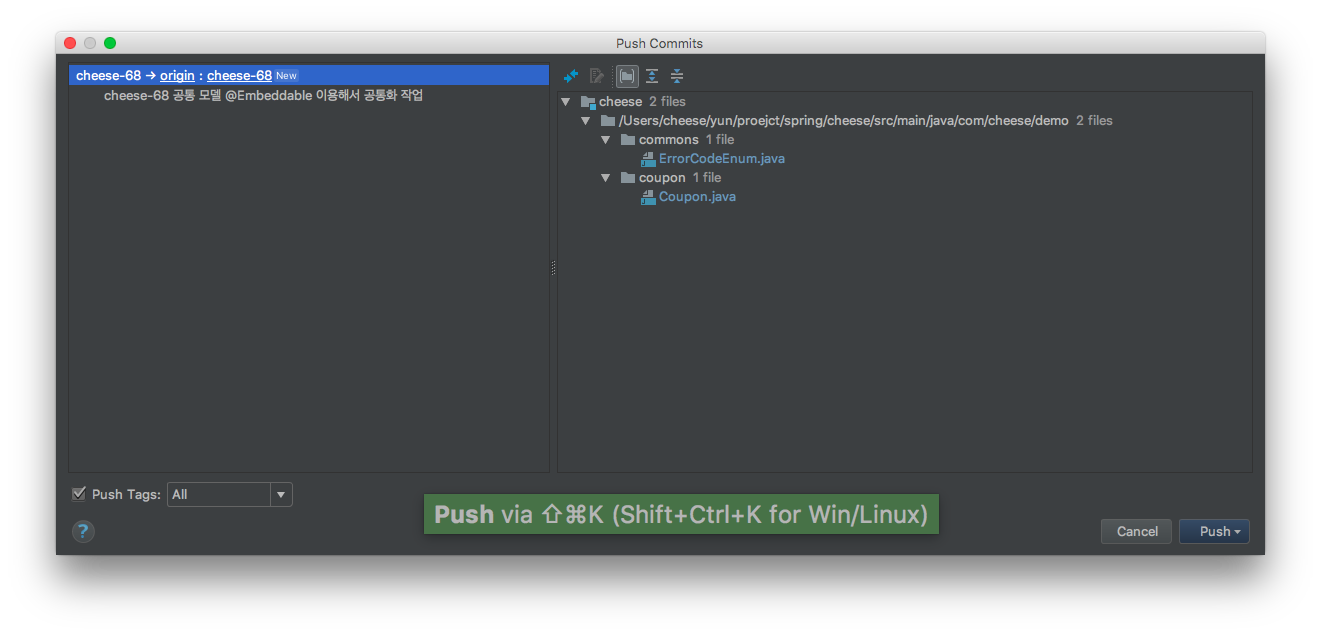 Push Commits
cheese-68 → origin : cheese-68 New
cheese-68 공통 모델 @Embeddable 이용해서 공통화 작업
cheese 2 files
/Users/cheese/yun/proejct/spring/cheese/src/main/java/com/cheese/demo 2 files
commons 1 file
ErrorCodeEnum.java
coupon 1 file
Coupon.java
Push Tags: All
Push via ⇧⌘K (Shift+Ctrl+K for Win/Linux)
?
Cancel
Push